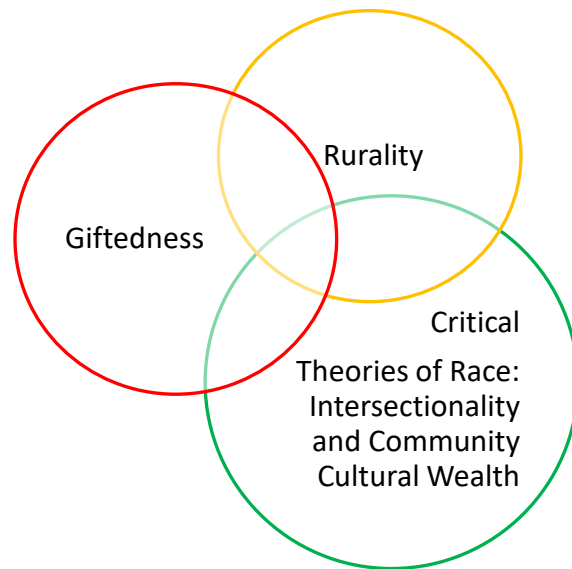 Rurality
Giftedness
Critical
Theories of Race:
Intersectionality
and Community
Cultural Wealth